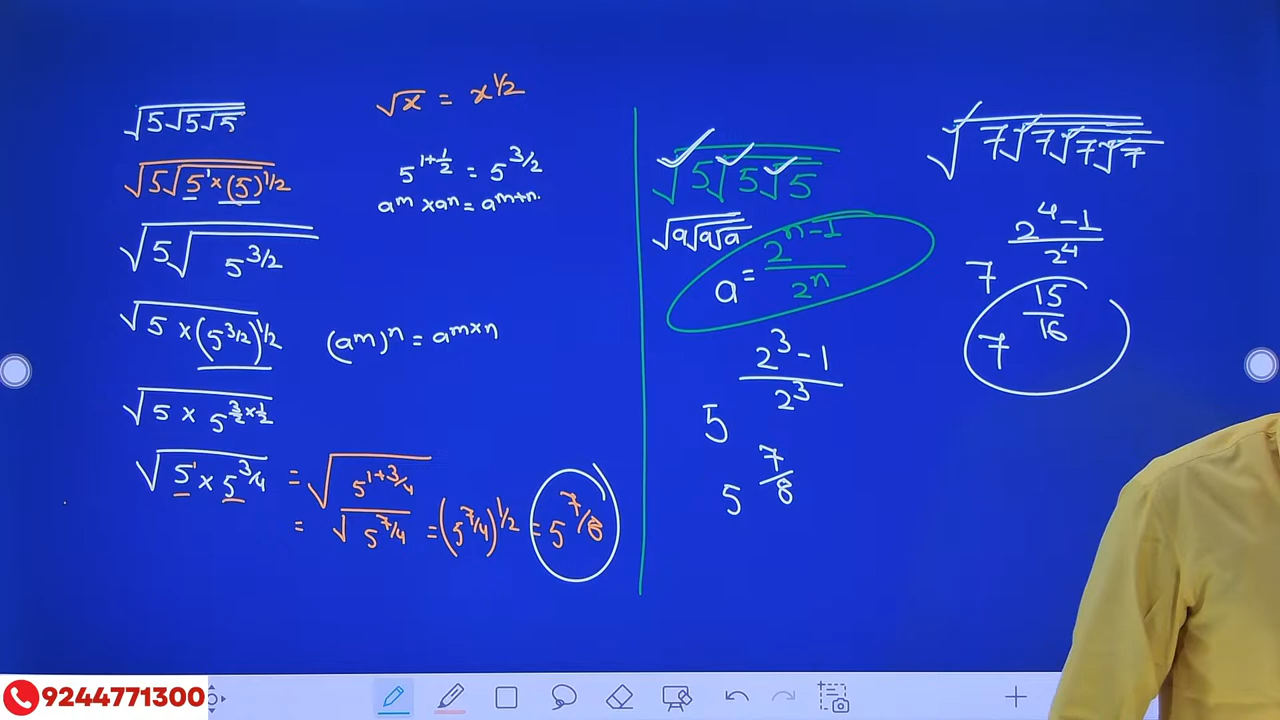 √5√5√5
√5√5¹×(5)^1/2
√5√5^3/2
√5×(5^3/2)^1/2
√5×5^3/2×1/2
√5¹×5^3/4 = √5^1+3/4
= √5^7/4 = (5^7/4)^1/2 = 5^7/8
√x = x^1/2
5^1+1/2 = 5^3/2
a^m × a^n = a^m+n.
(a^m)^n = a^m×n
√5√5√5
√a√a√a
a = 2^n-1/2^n
5^2^3-1/2^3
5^7/8
√7√7√7√7
7^2^4-1/2^4
7^15/16
9244771300